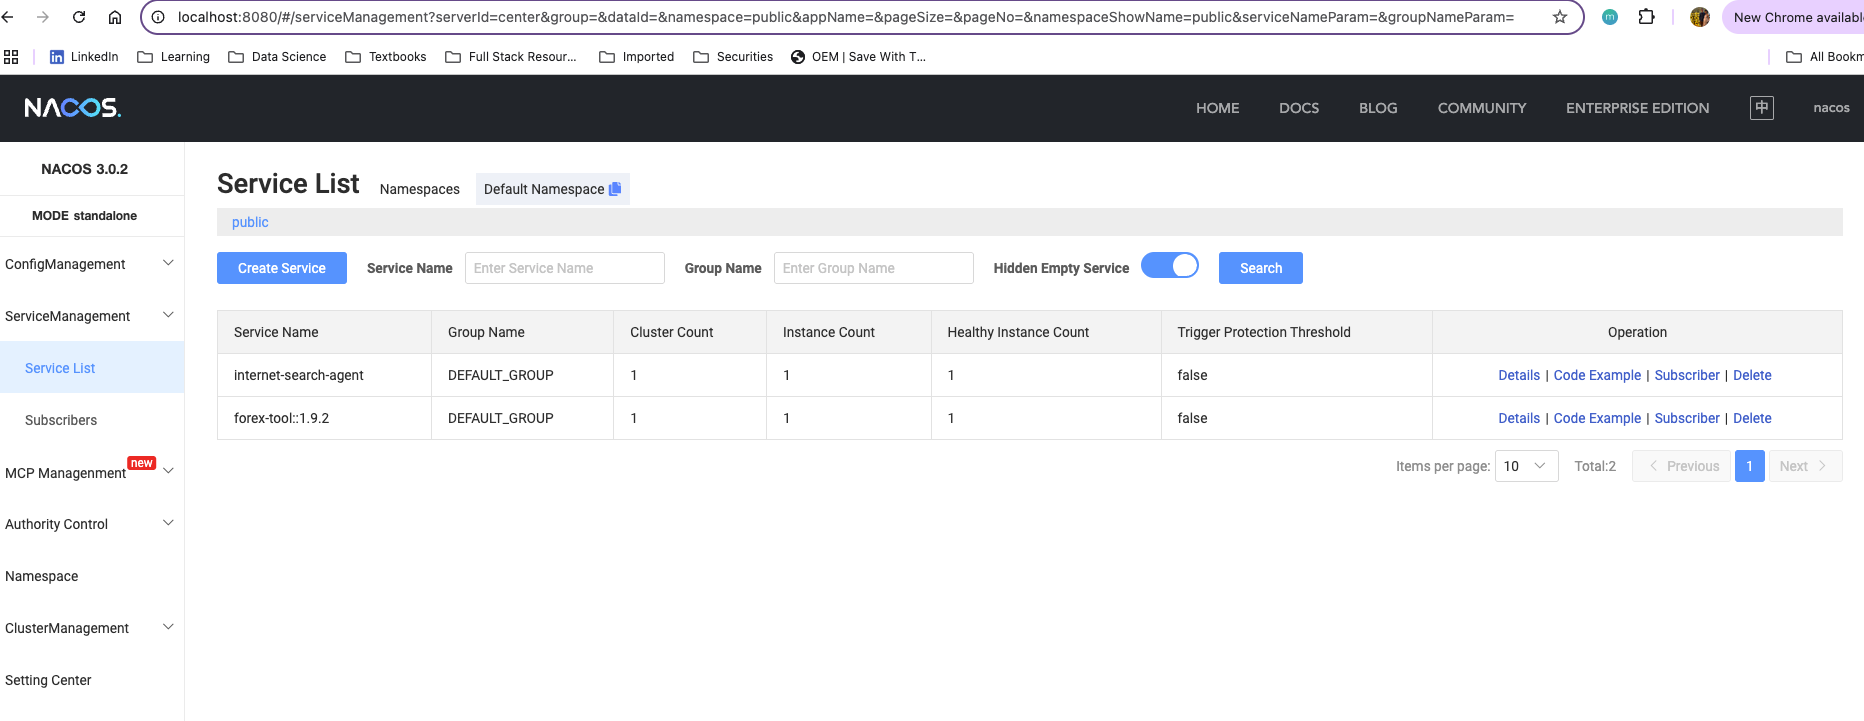 localhost:8080/#/serviceManagement?serverId=center&group=&dataId=&namespace=public&appName=&pageSize=&pageNo=&namespaceShowName=public&serviceNameParam=&groupNameParam=
m
New Chrome availabl
LinkedIn Learning Data Science Textbooks Full Stack Resour... Imported Securities OEM | Save With T... All Bookm
NACOS. HOME DOCS BLOG COMMUNITY ENTERPRISE EDITION 中 nacos
NACOS 3.0.2
MODE standalone
ConfigManagement
ServiceManagement
Service List
Subscribers
MCP Managenment new
Authority Control
Namespace
ClusterManagement
Setting Center
Service List Namespaces Default Namespace
public
Create Service Service Name Enter Service Name Group Name Enter Group Name Hidden Empty Service Search
Service Name Group Name Cluster Count Instance Count Healthy Instance Count Trigger Protection Threshold Operation
internet-search-agent DEFAULT_GROUP 1 1 1 false Details | Code Example | Subscriber | Delete
forex-tool::1.9.2 DEFAULT_GROUP 1 1 1 false Details | Code Example | Subscriber | Delete
Items per page: 10 Total:2 Previous 1 Next